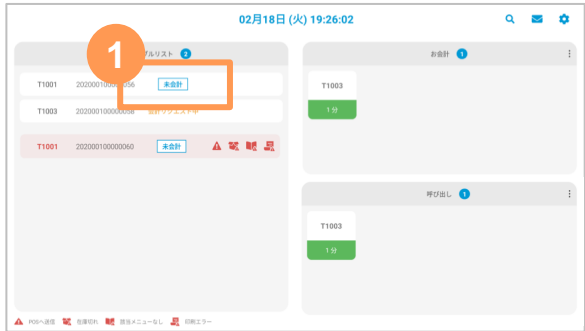 02月18日 (火) 19:26:02
1
ブルリスト 2
T1001 202000100000056 未会計
T1003 202000100000058 会計リクエスト中
T1001 202000100000060 未会計
お会計 1
T1003
1 分
呼び出し 1
T1003
1 分
POSへ送信 在庫切れ 該当メニューなし 印刷エラー